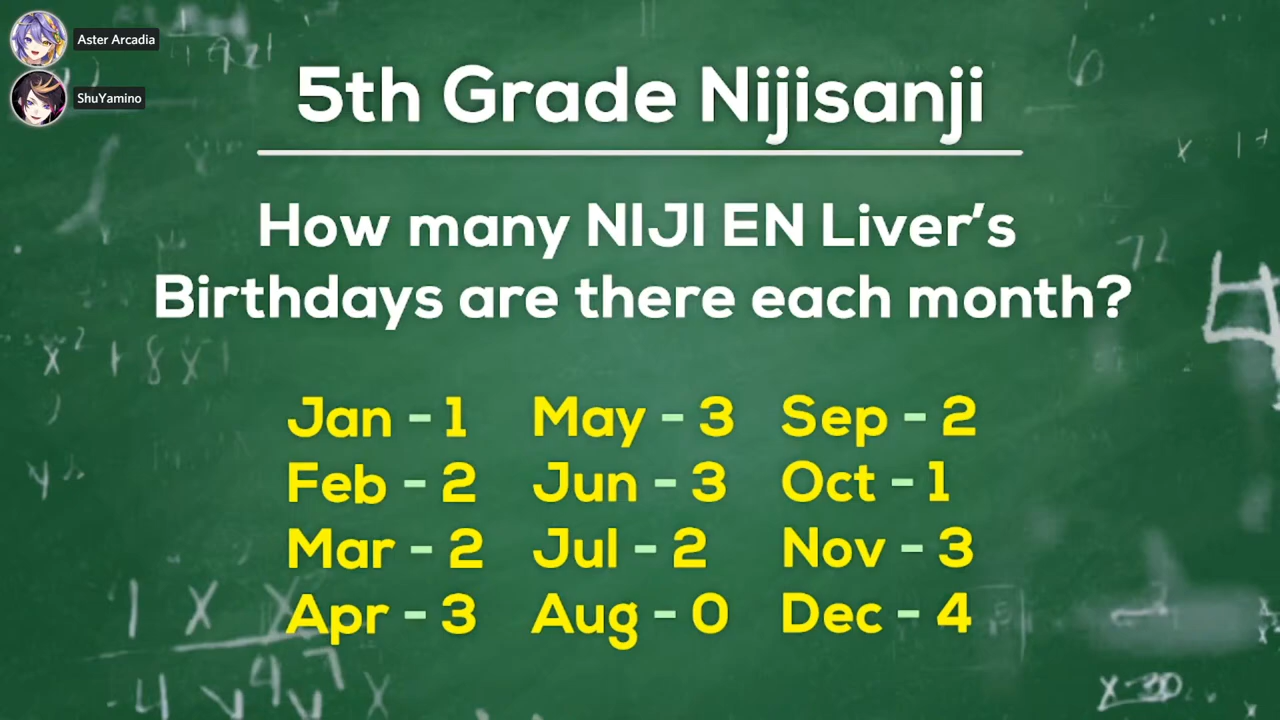 Aster Arcadia
ShuYamino
5th Grade Nijisanji
How many NIJI EN Liver's
Birthdays are there each month?
Jan - 1 May - 3 Sep - 2
Feb - 2 Jun - 3 Oct - 1
Mar - 2 Jul - 2 Nov - 3
Apr - 3 Aug - 0 Dec - 4